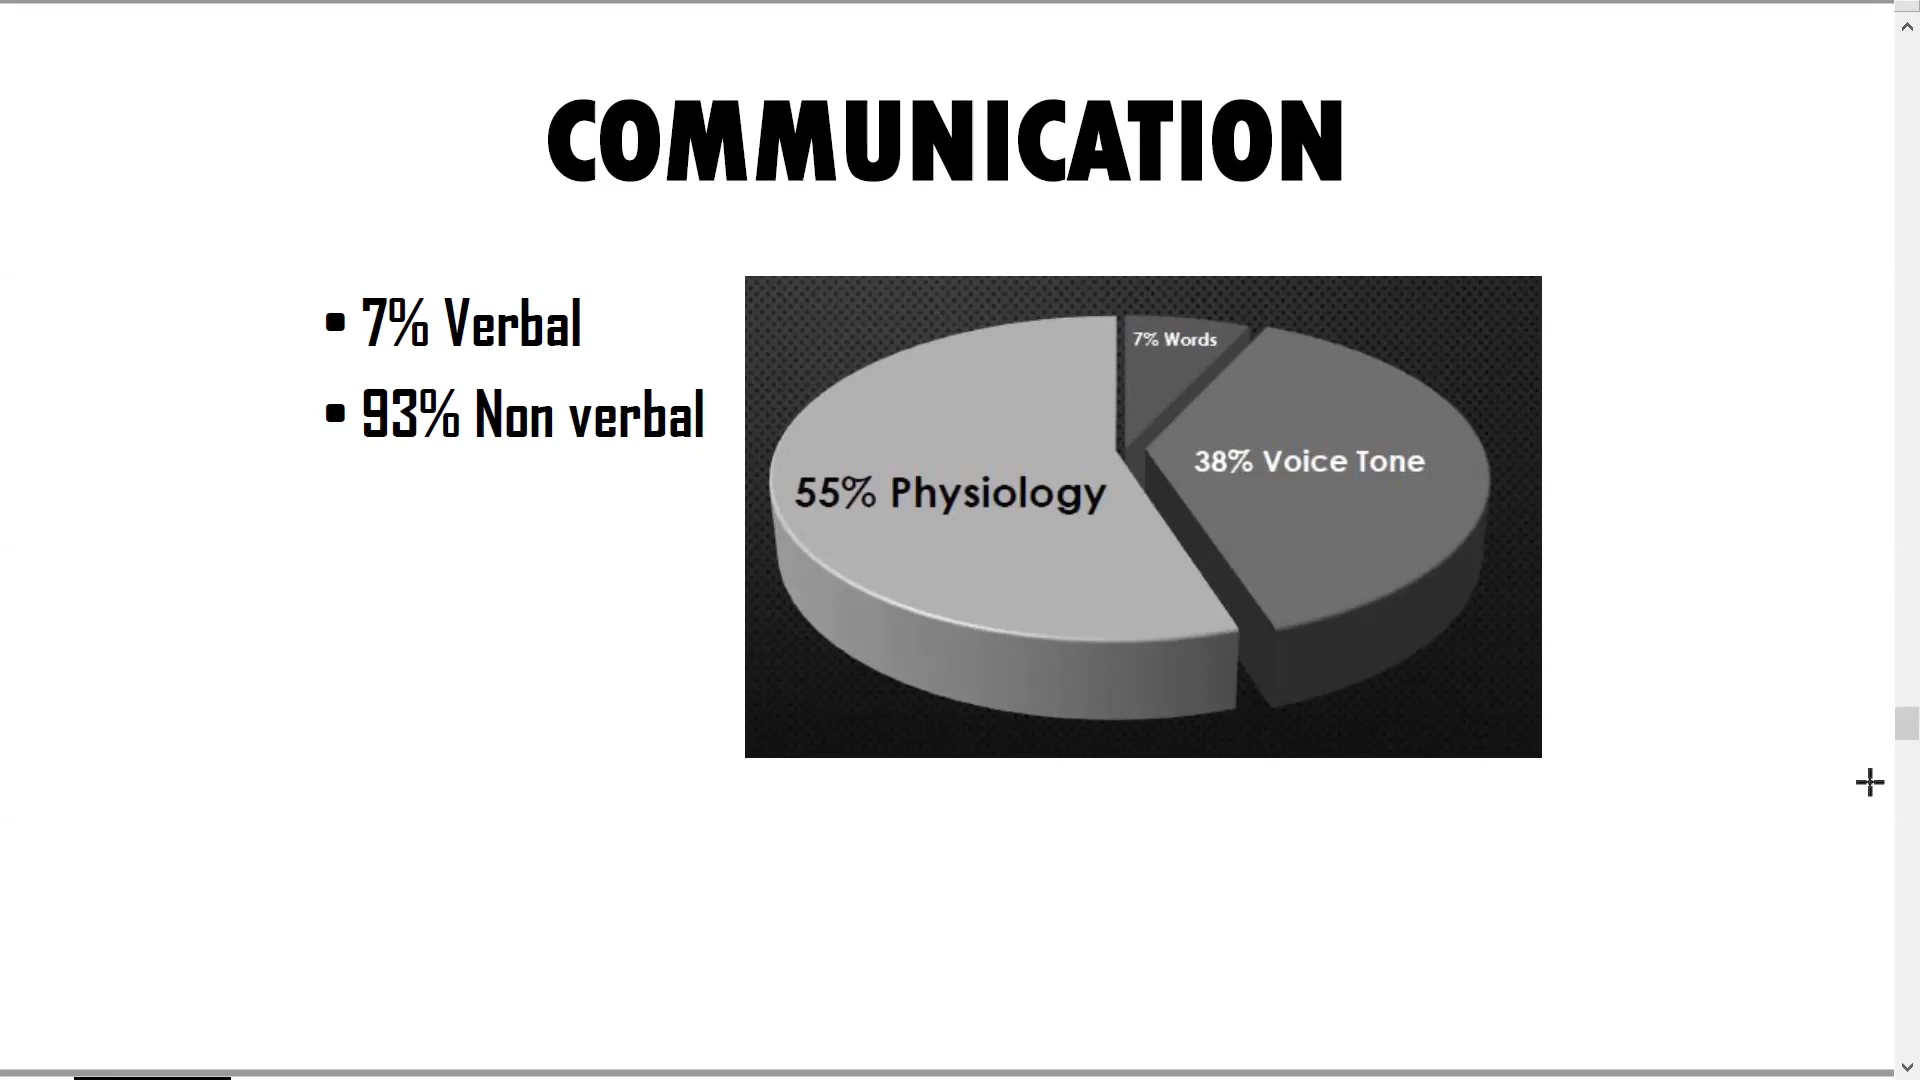 COMMUNICATION
• 7% Verbal
• 93% Non verbal
7% Words
38% Voice Tone
55% Physiology